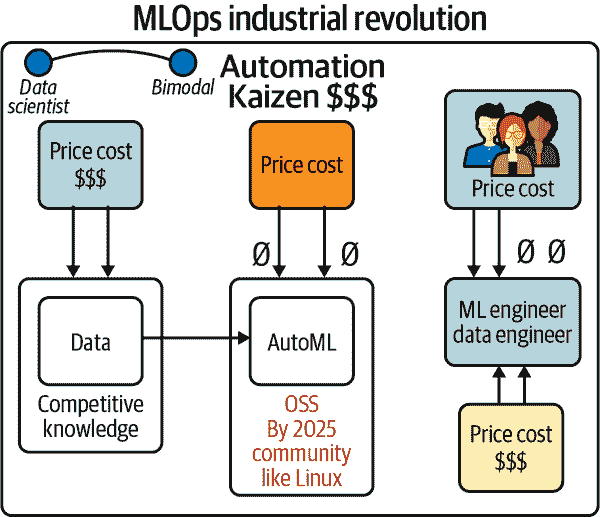 MLOps industrial revolution
Data
scientist
Bimodal
Automation
Kaizen $$$
Price cost
$$$
Price cost
Price cost
Ø
Ø
Ø Ø
Data
Competitive
knowledge
AutoML
OSS
By 2025
community
like Linux
ML engineer
data engineer
Price cost
$$$